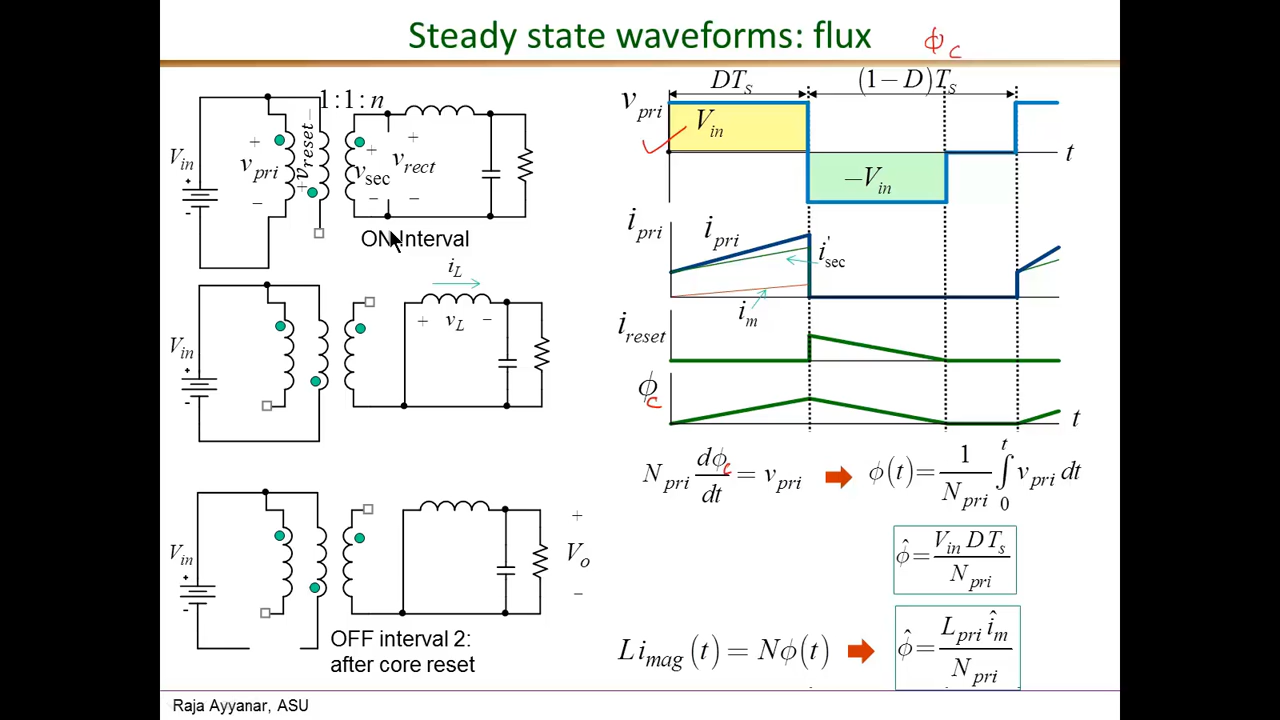 Steady state waveforms: flux
ϕc
1:1:n
Vin
+
-
+
vpri
−
+vreset−
+
vsec
−
+
vrect
−
ON Interval
iL
Vin
+
-
+ vL −
Vin
+
-
+
Vo
−
OFF interval 2:
after core reset
DTs
(1−D)Ts
vpri
Vin
−Vin
t
ipri
ipri
i'sec
im
ireset
ϕc
t
Npri dϕc/dt = vpri
ϕ(t) = 1/Npri ∫0t vpri dt
ϕ̂ = Vin D Ts / Npri
L imag(t) = Nϕ(t)
ϕ̂ = Lpri îm / Npri
Raja Ayyanar, ASU